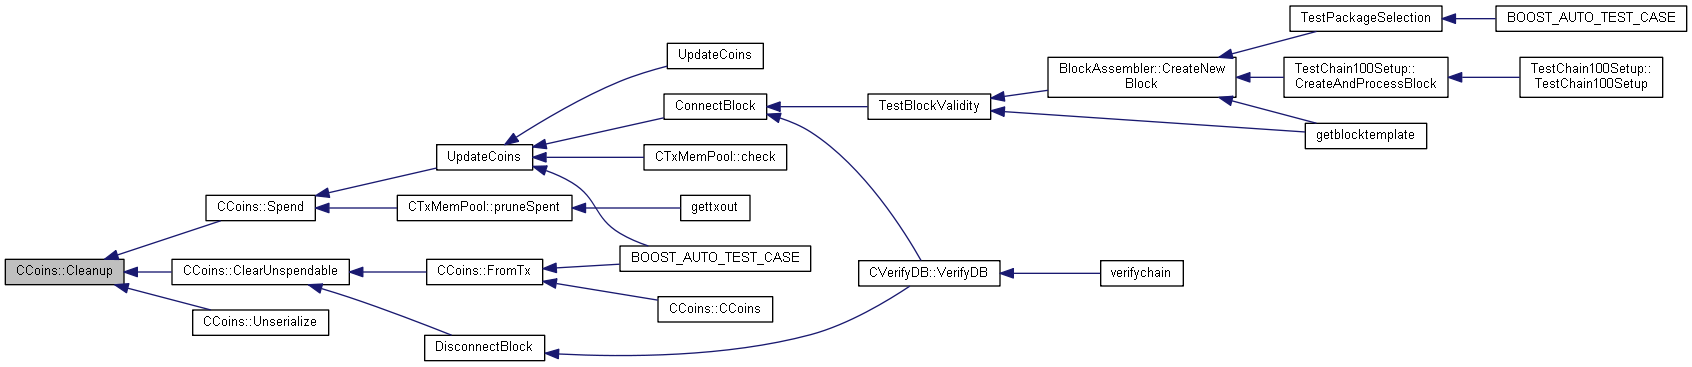 TestPackageSelection
BOOST_AUTO_TEST_CASE
UpdateCoins
BlockAssembler::CreateNew
Block
TestChain100Setup::
CreateAndProcessBlock
TestChain100Setup::
TestChain100Setup
ConnectBlock
TestBlockValidity
getblocktemplate
UpdateCoins
CTxMemPool::check
CCoins::Spend
CTxMemPool::pruneSpent
gettxout
BOOST_AUTO_TEST_CASE
CCoins::Cleanup
CCoins::ClearUnspendable
CCoins::FromTx
CVerifyDB::VerifyDB
verifychain
CCoins::CCoins
CCoins::Unserialize
DisconnectBlock